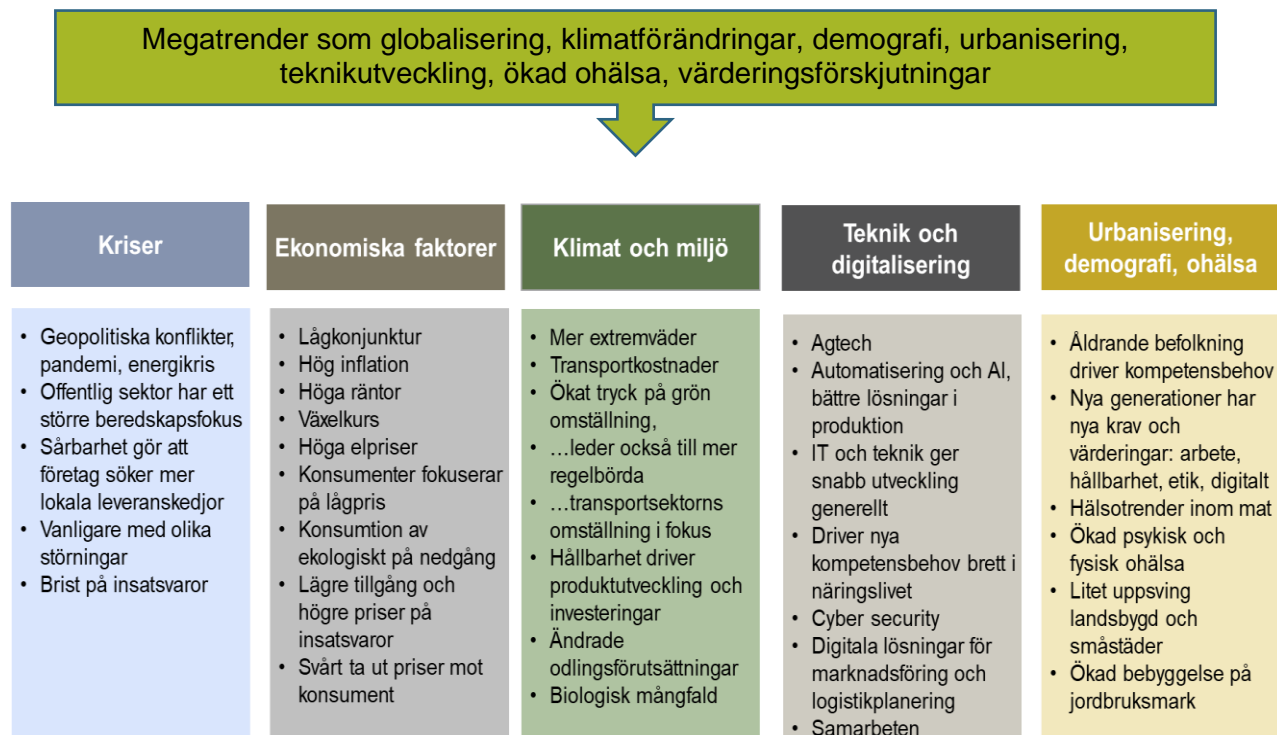 Megatrender som globalisering, klimatförändringar, demografi, urbanisering,
teknikutveckling, ökad ohälsa, värderingsförskjutningar
Kriser
• Geopolitiska konflikter,
pandemi, energikris
• Offentlig sektor har ett
större beredskapsfokus
• Sårbarhet gör att
företag söker mer
lokala leveranskedjor
• Vanligare med olika
störningar
• Brist på insatsvaror
Ekonomiska faktorer
• Lågkonjunktur
• Hög inflation
• Höga räntor
• Växelkurs
• Höga elpriser
• Konsumenter fokuserar
på lågpris
• Konsumtion av
ekologiskt på nedgång
• Lägre tillgång och
högre priser på
insatsvaror
• Svårt ta ut priser mot
konsument
Klimat och miljö
• Mer extremväder
• Transportkostnader
• Ökat tryck på grön
omställning,
• …leder också till mer
regelbörda
• …transportsektorns
omställning i fokus
• Hållbarhet driver
produktutveckling och
investeringar
• Ändrade
odlingsförutsättningar
• Biologisk mångfald
Teknik och
digitalisering
• Agtech
• Automatisering och AI,
bättre lösningar i
produktion
• IT och teknik ger
snabb utveckling
generellt
• Driver nya
kompetensbehov brett i
näringslivet
• Cyber security
• Digitala lösningar för
marknadsföring och
logistikplanering
• Samarbeten
Urbanisering,
demografi, ohälsa
• Åldrande befolkning
driver kompetensbehov
• Nya generationer har
nya krav och
värderingar: arbete,
hållbarhet, etik, digitalt
• Hälsotrender inom mat
• Ökad psykisk och
fysisk ohälsa
• Litet uppsving
landsbygd och
småstäder
• Ökad bebyggelse på
jordbruksmark